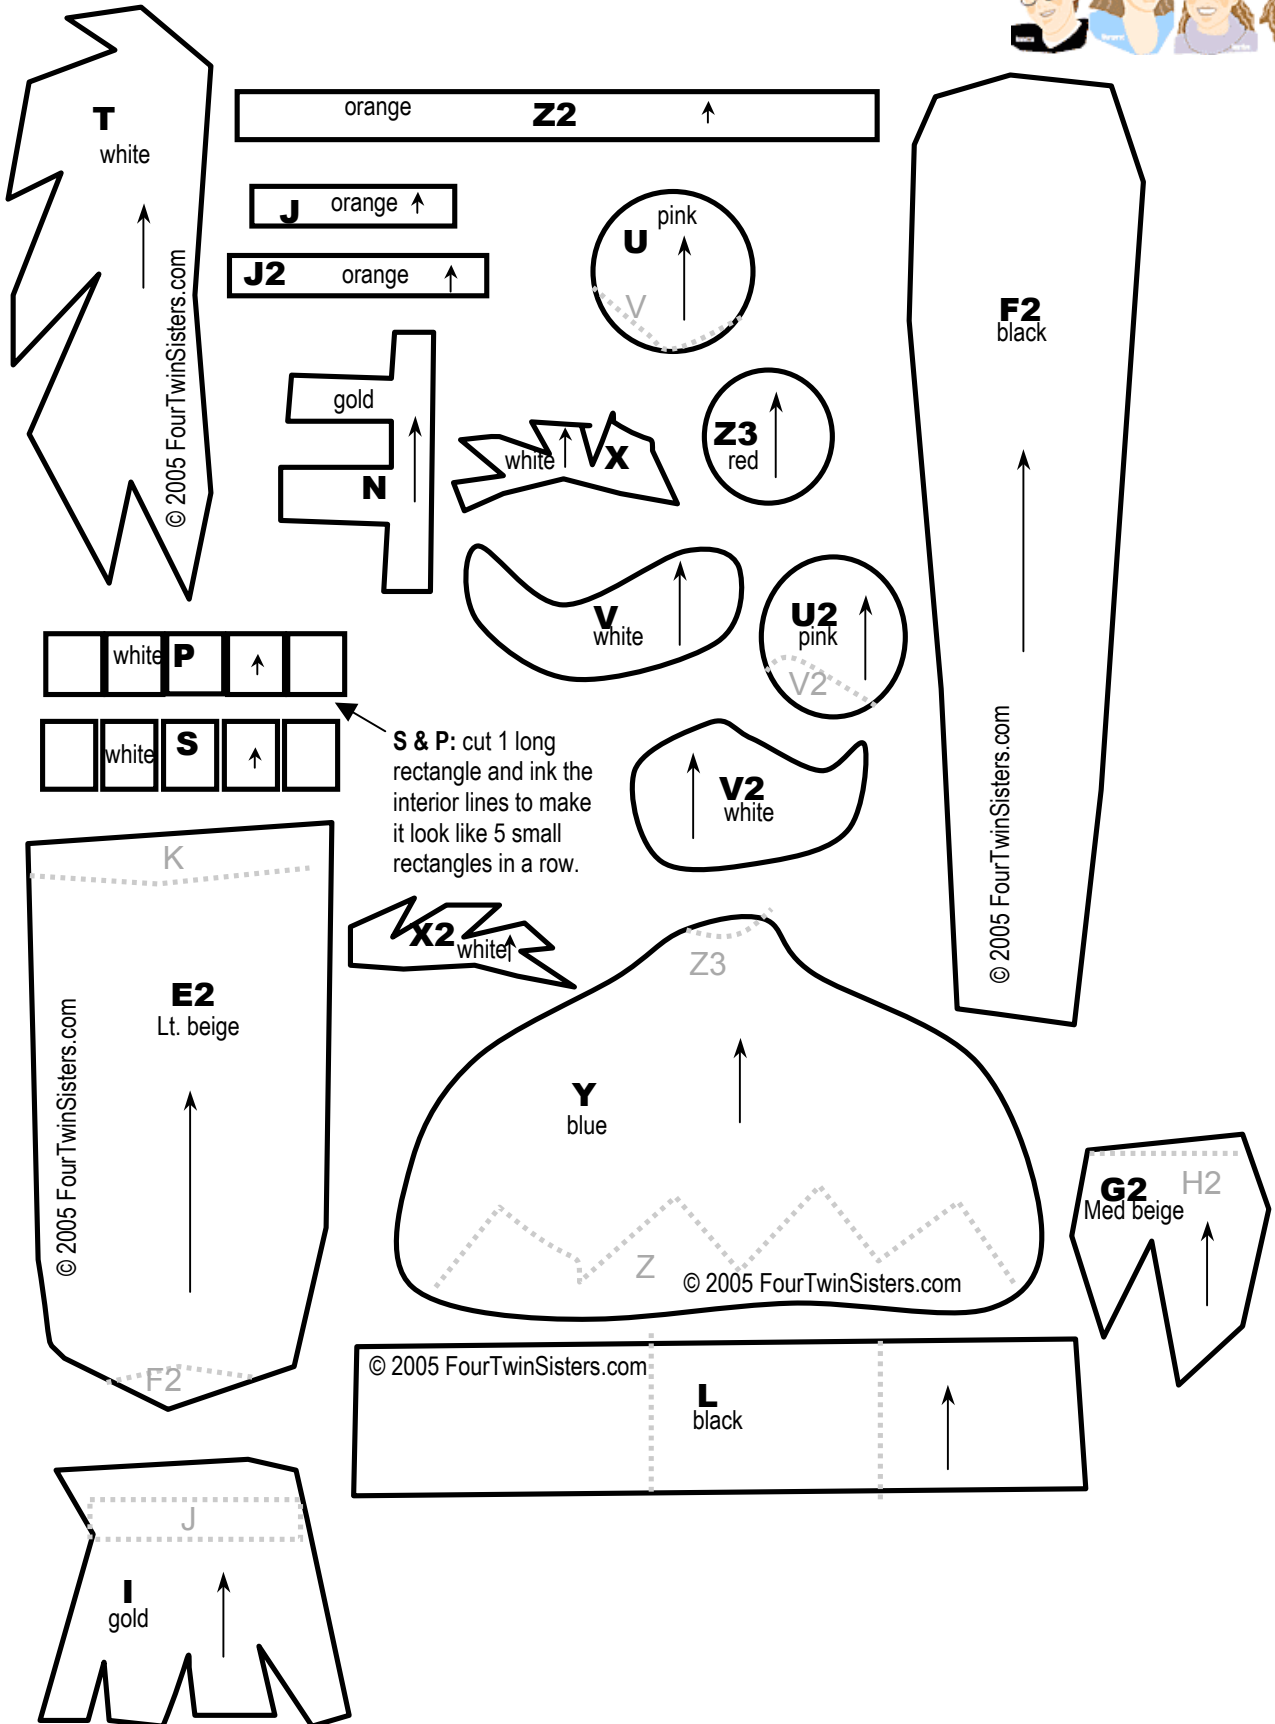 T
white
© 2005 FourTwinSisters.com
orange Z2
J orange
J2 orange
pink
U
V
F2
black
© 2005 FourTwinSisters.com
gold
N
white X
Z3
red
V
white
U2
pink
V2
white P
white S
S & P: cut 1 long
rectangle and ink the
interior lines to make
it look like 5 small
rectangles in a row.
V2
white
K
E2
Lt. beige
© 2005 FourTwinSisters.com
F2
X2 white
Z3
Y
blue
Z
© 2005 FourTwinSisters.com
G2 H2
Med beige
© 2005 FourTwinSisters.com
L
black
J
I
gold